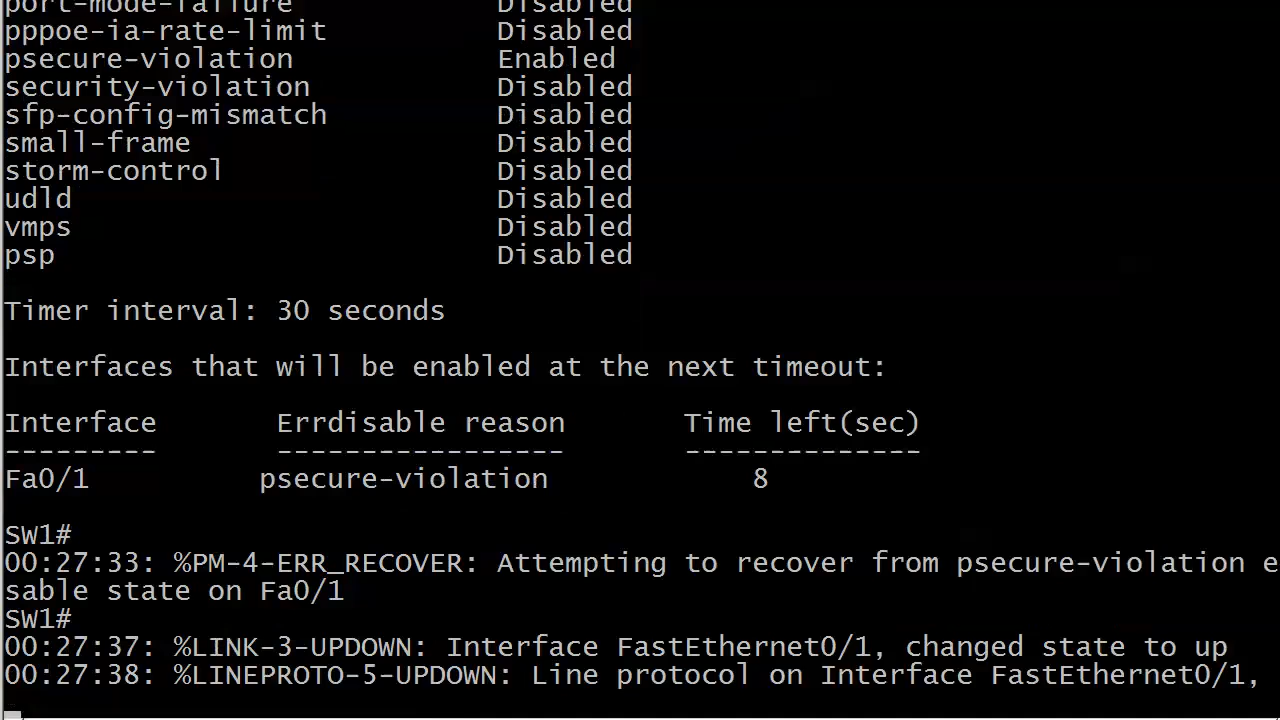 port-mode-failure Disabled
pppoe-ia-rate-limit Disabled
psecure-violation Enabled
security-violation Disabled
sfp-config-mismatch Disabled
small-frame Disabled
storm-control Disabled
udld Disabled
vmps Disabled
psp Disabled
Timer interval: 30 seconds
Interfaces that will be enabled at the next timeout:
Interface Errdisable reason Time left(sec)
--------- ----------------- --------------
Fa0/1 psecure-violation 8
SW1#
00:27:33: %PM-4-ERR_RECOVER: Attempting to recover from psecure-violation e
sable state on Fa0/1
SW1#
00:27:37: %LINK-3-UPDOWN: Interface FastEthernet0/1, changed state to up
00:27:38: %LINEPROTO-5-UPDOWN: Line protocol on Interface FastEthernet0/1,